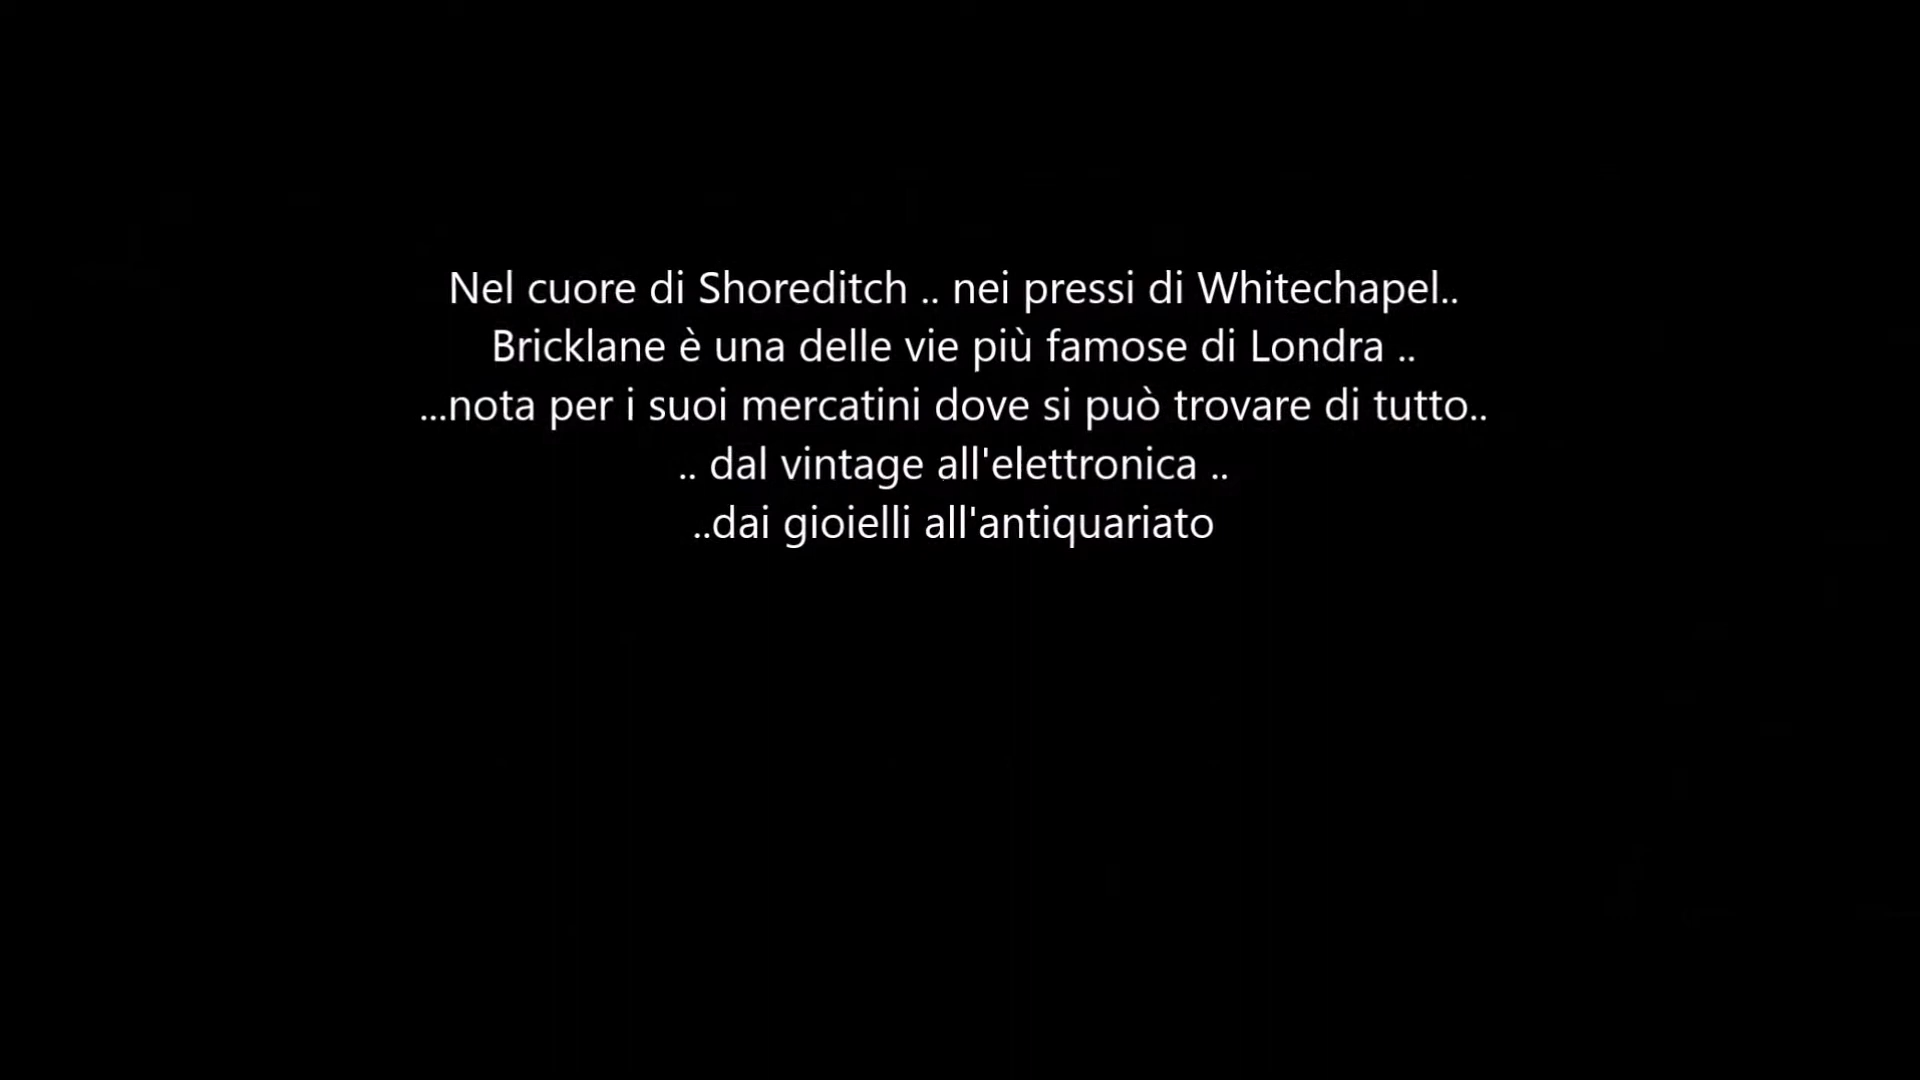 Nel cuore di Shoreditch .. nei pressi di Whitechapel..
Bricklane è una delle vie più famose di Londra ..
...nota per i suoi mercatini dove si può trovare di tutto..
.. dal vintage all'elettronica ..
..dai gioielli all'antiquariato